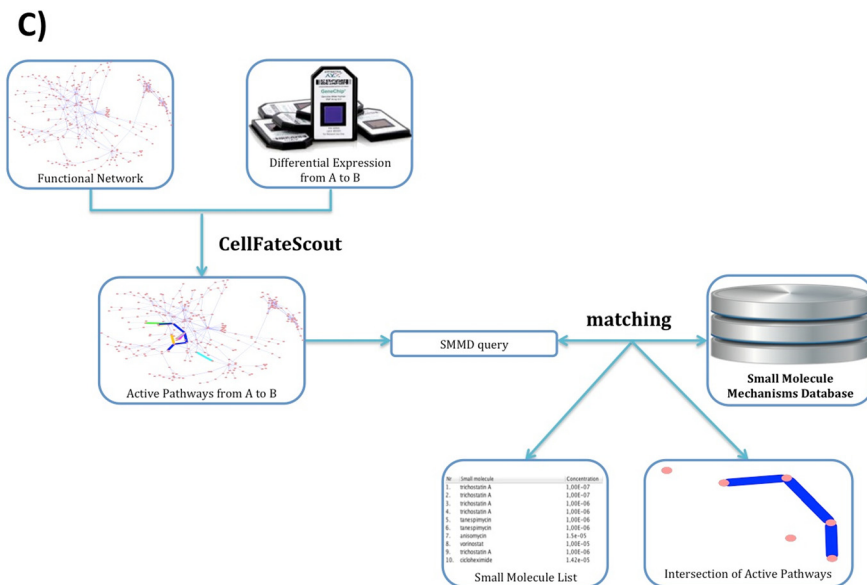 C)
GeneChip
Functional Network
Differential Expression
from A to B
CellFateScout
Active Pathways from A to B
SMMD query
matching
Small Molecule
Mechanisms Database
Nr Small molecule Concentration
1. trichostatin A 1,00E-07
2. trichostatin A 1,00E-07
3. trichostatin A 1,00E-06
4. trichostatin A 1,00E-06
5. tanespimycin 1,00E-06
6. tanespimycin 1,00E-06
7. anisomycin 1.5e-05
8. vorinostat 1,00E-05
9. trichostatin A 1,00E-06
10. cicloheximide 1.42e-05
Small Molecule List
Intersection of Active Pathways